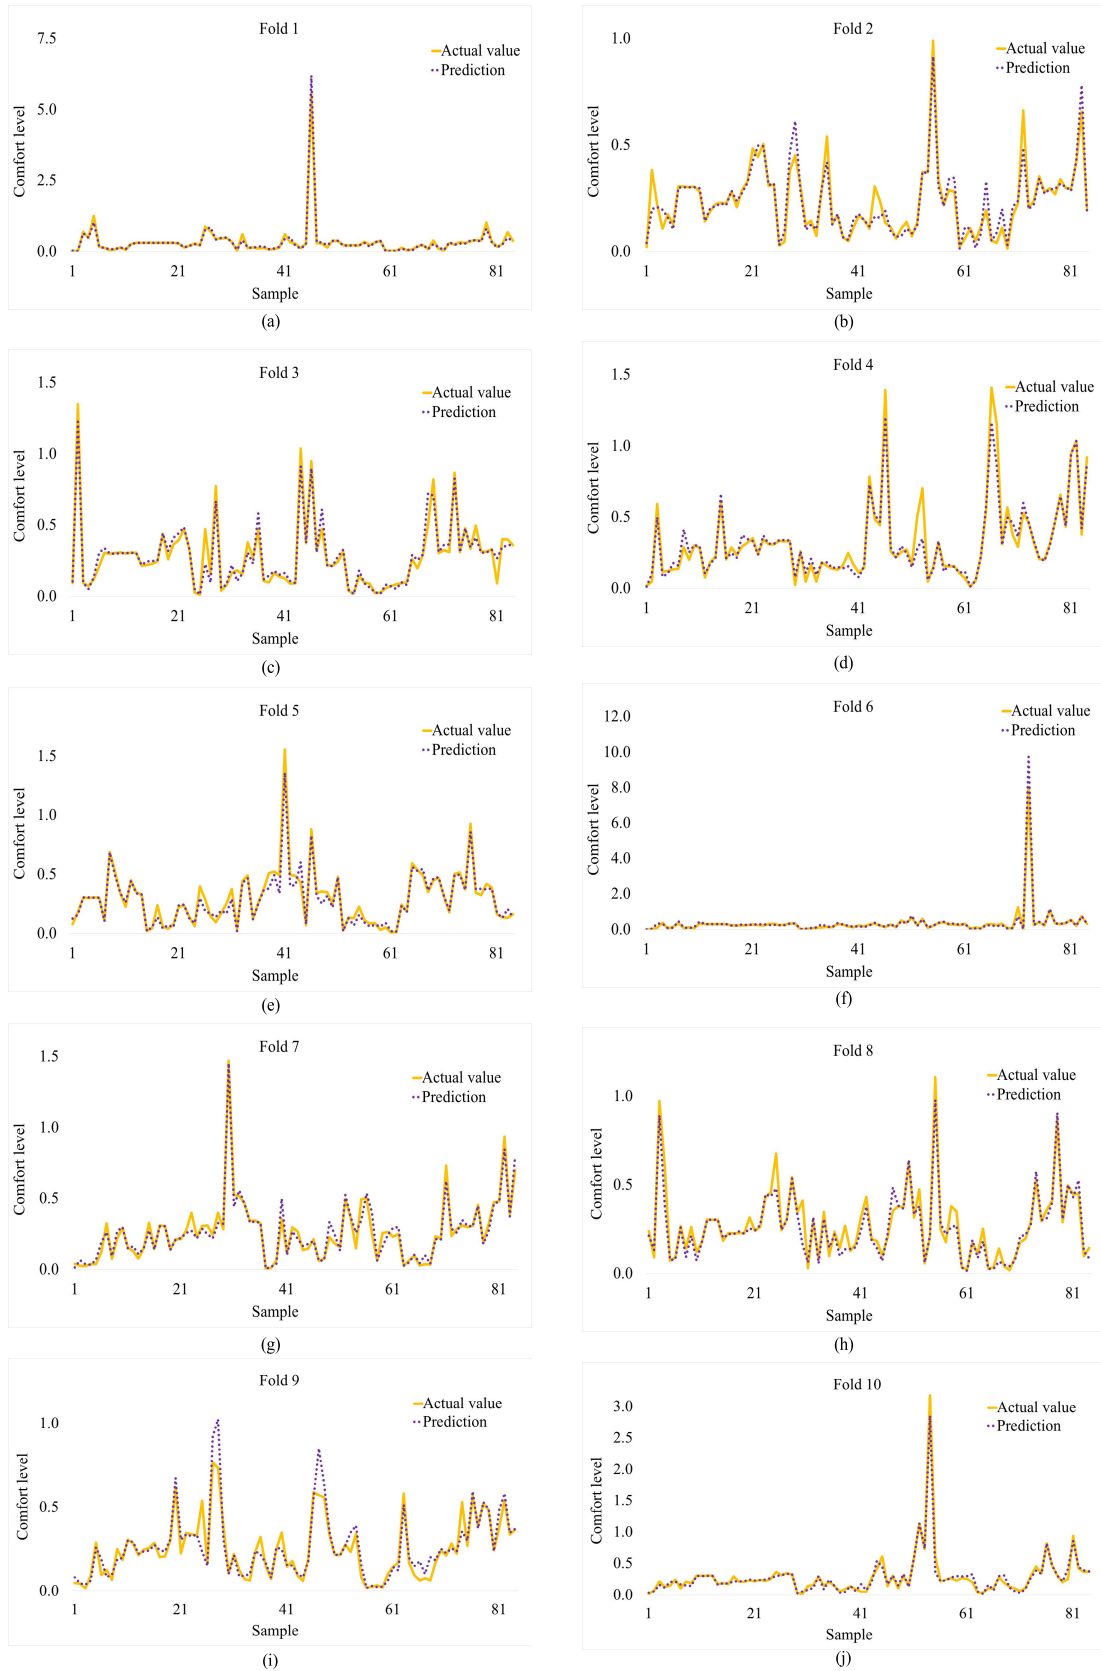 Fold 1
7.5
Actual value
Prediction
5.0
Comfort level
2.5
0.0
1 21 41 61 81
Sample
(a)
Fold 2
1.0
Actual value
Prediction
Comfort level
0.5
0.0
1 21 41 61 81
Sample
(b)
Fold 3
1.5
Actual value
Prediction
1.0
Comfort level
0.5
0.0
1 21 41 61 81
Sample
(c)
Fold 4
1.5
Actual value
Prediction
1.0
Comfort level
0.5
0.0
1 21 41 61 81
Sample
(d)
Fold 5
Actual value
Prediction
1.5
1.0
Comfort level
0.5
0.0
1 21 41 61 81
Sample
(e)
Fold 6
12.0
Actual value
Prediction
10.0
8.0
Comfort level
6.0
4.0
2.0
0.0
1 21 41 61 81
Sample
(f)
Fold 7
1.5
Actual value
Prediction
1.0
Comfort level
0.5
0.0
1 21 41 61 81
Sample
(g)
Fold 8
Actual value
Prediction
1.0
Comfort level
0.5
0.0
1 21 41 61 81
Sample
(h)
Fold 9
Actual value
Prediction
1.0
Comfort level
0.5
0.0
1 21 41 61 81
Sample
(i)
Fold 10
3.0
Actual value
Prediction
2.5
2.0
Comfort level
1.5
1.0
0.5
0.0
1 21 41 61 81
Sample
(j)